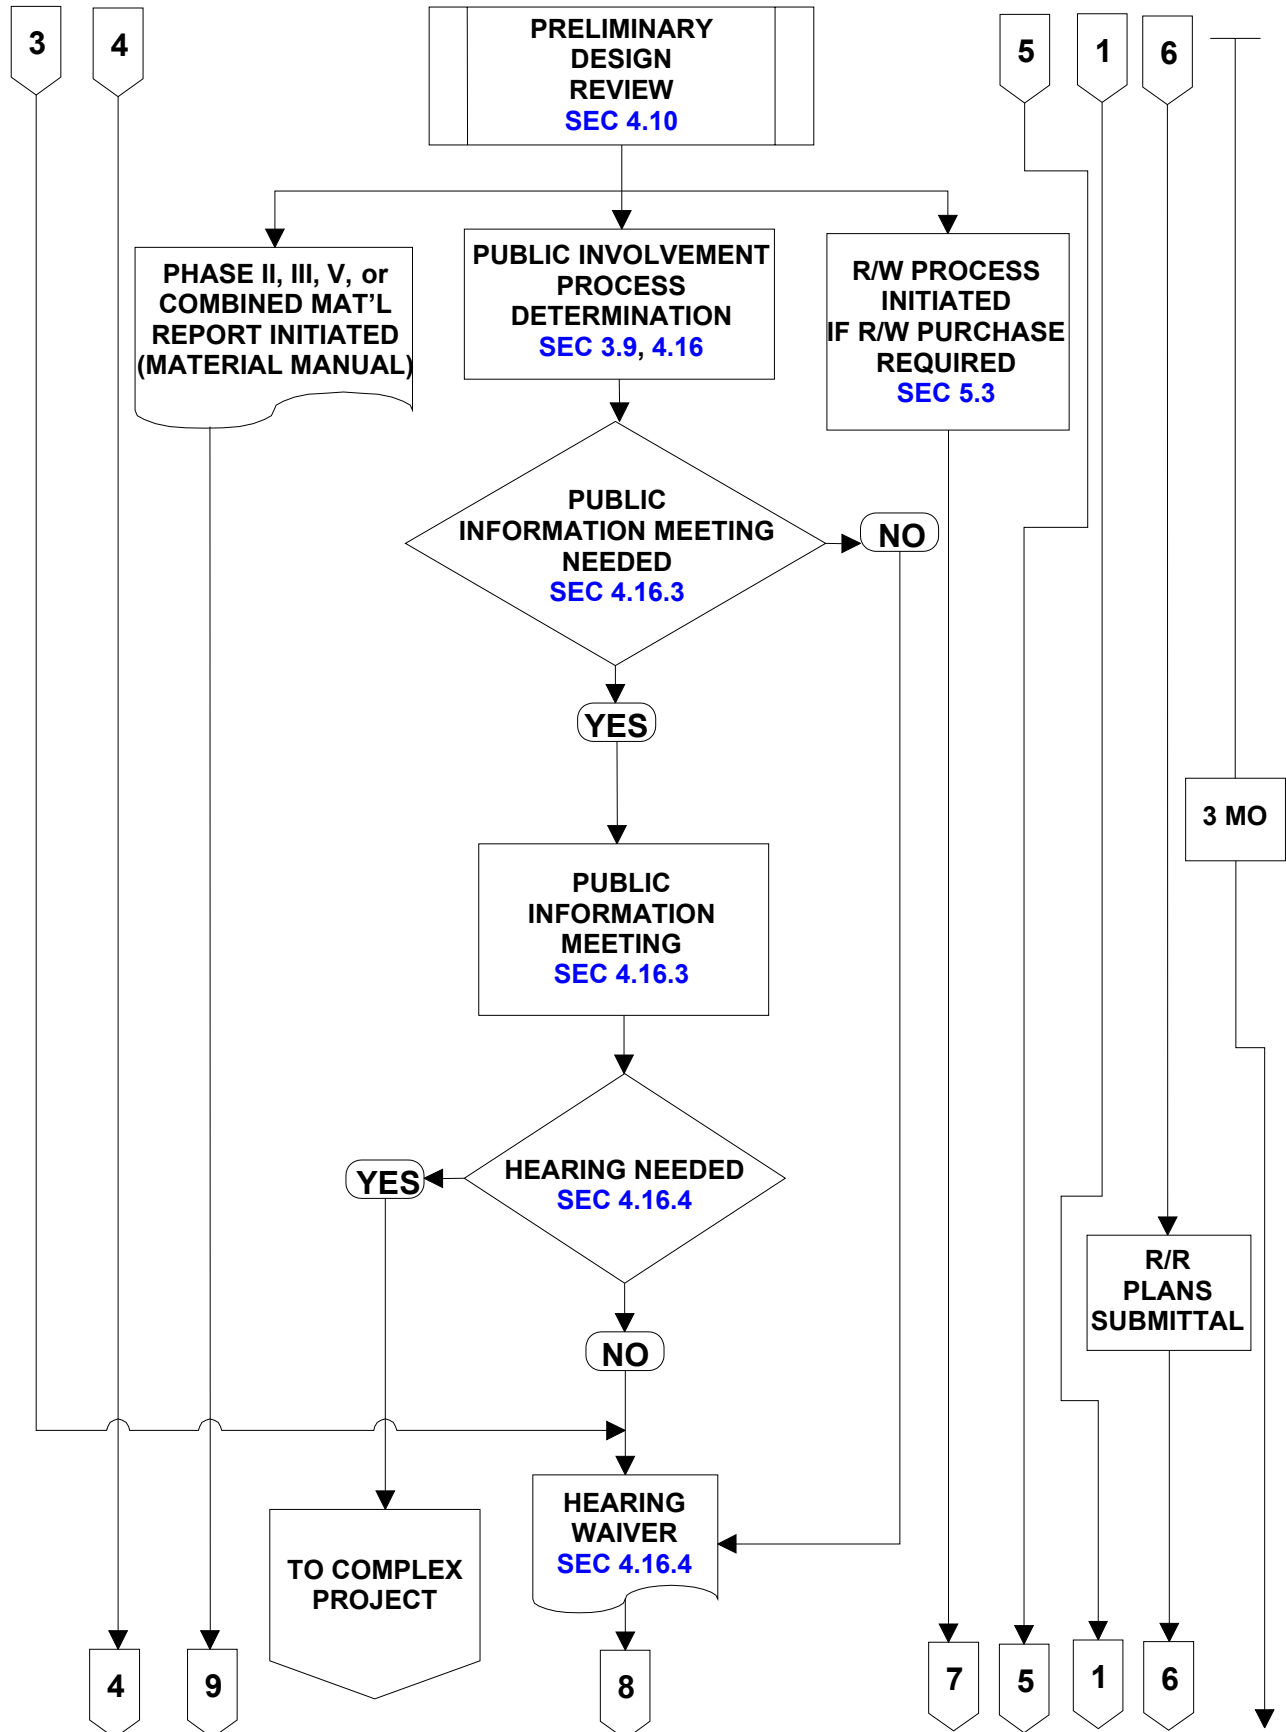 3
4
PRELIMINARY
DESIGN
REVIEW
SEC 4.10
5
1
6
PHASE II, III, V, or
COMBINED MAT'L
REPORT INITIATED
(MATERIAL MANUAL)
PUBLIC INVOLVEMENT
PROCESS
DETERMINATION
SEC 3.9, 4.16
R/W PROCESS
INITIATED
IF R/W PURCHASE
REQUIRED
SEC 5.3
PUBLIC
INFORMATION MEETING
NEEDED
SEC 4.16.3
NO
YES
3 MO
PUBLIC
INFORMATION
MEETING
SEC 4.16.3
HEARING NEEDED
SEC 4.16.4
YES
R/R
PLANS
SUBMITTAL
NO
HEARING
WAIVER
SEC 4.16.4
TO COMPLEX
PROJECT
4
9
8
7
5
1
6